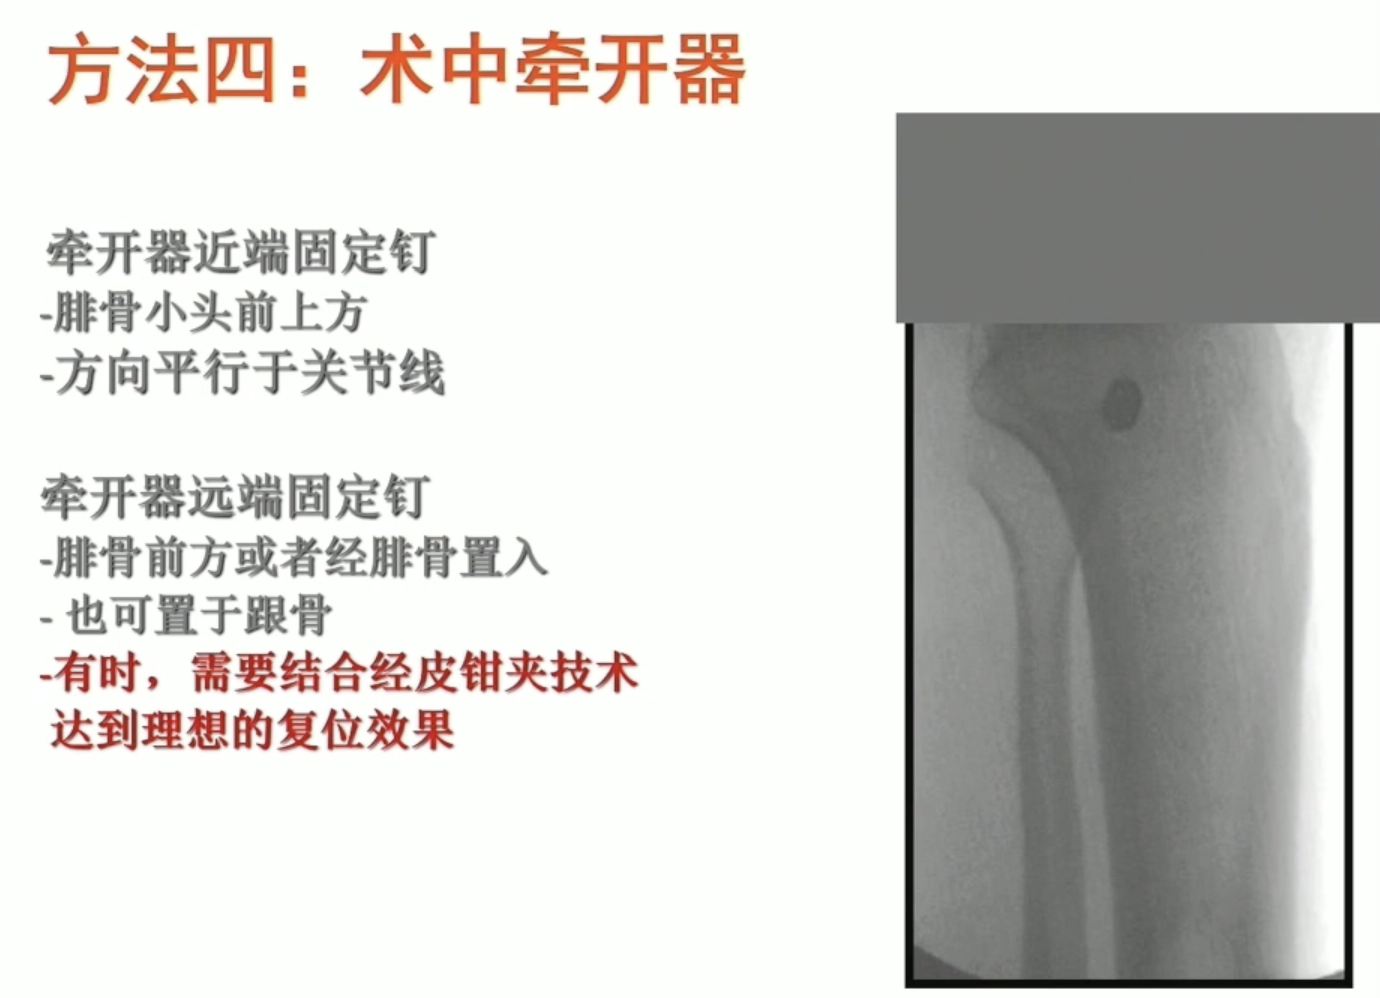 方法四：术中牵开器
牵开器近端固定钉
-腓骨小头前上方
-方向平行于关节线
牵开器远端固定钉
-腓骨前方或者经腓骨置入
- 也可置于跟骨
-有时，需要结合经皮钳夹技术
达到理想的复位效果